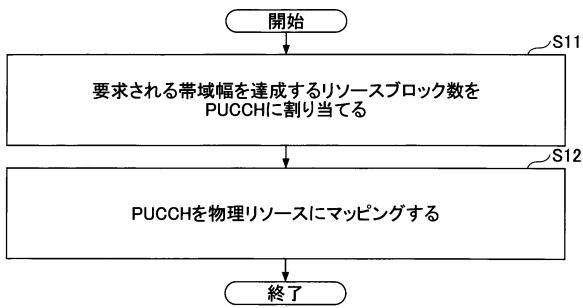 開始
S11
要求される帯域幅を達成するリソースブロック数を
PUCCHに割り当てる
S12
PUCCHを物理リソースにマッピングする
終了